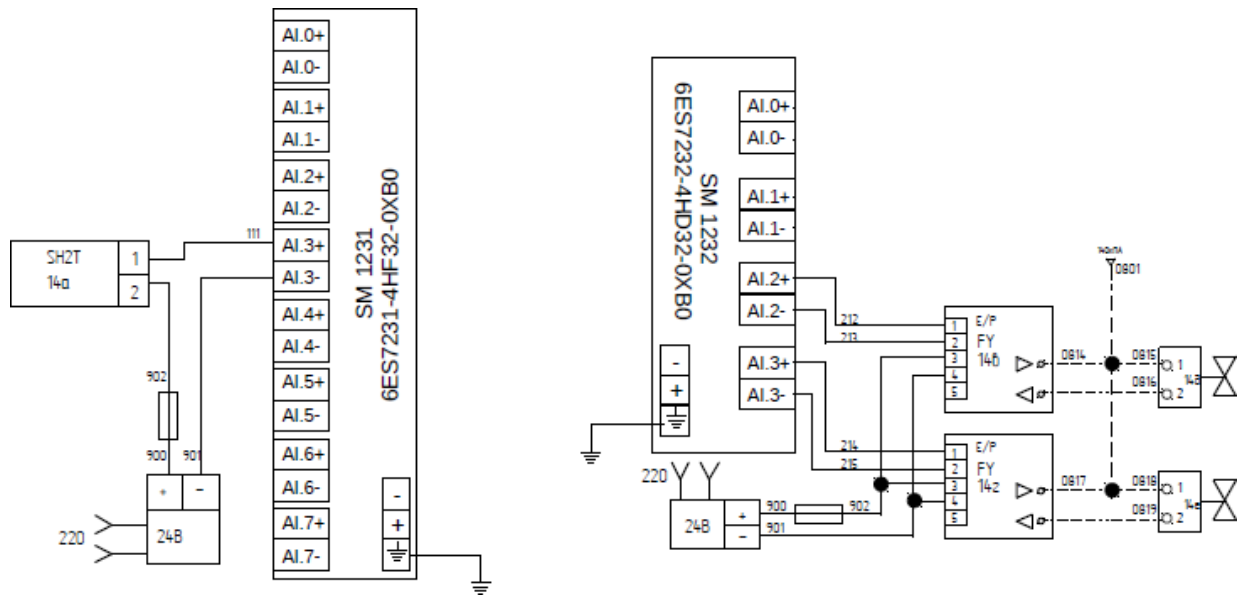 AI.0+
AI.0-
AI.1+
AI.1-
AI.2+
AI.2-
AI.3+
AI.3-
AI.4+
AI.4-
AI.5+
AI.5-
AI.6+
AI.6-
AI.7+
AI.7-
SM 1231
6ES7231-4HF32-0XB0
-
+
SH2T
14а
1
2
111
902
900
901
+
-
24В
220
SM 1232
6ES7232-4HD32-0XB0
AI.0+
AI.0-
AI.1+
AI.1-
AI.2+
AI.2-
AI.3+
AI.3-
-
+
220
24В
+
-
900
902
901
212
213
214
215
1
2
3
4
5
E/P
FY
14б
1
2
3
4
5
E/P
FY
14г
140кПА
0801
0814
0815
0816
1
2
14д
0817
0818
0819
1
2
14е